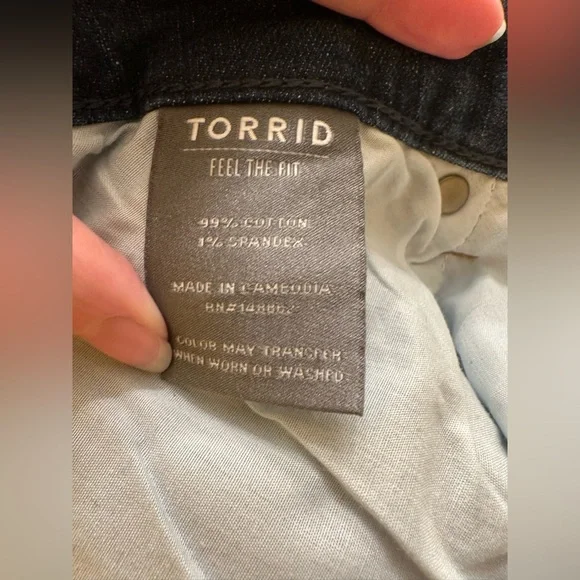 TORRID
FEEL THE FIT
99% COTTON
1% SPANDEX
MADE IN CAMBODIA
COLOR MAY TRANSFER
WHEN WORN OR WASHED